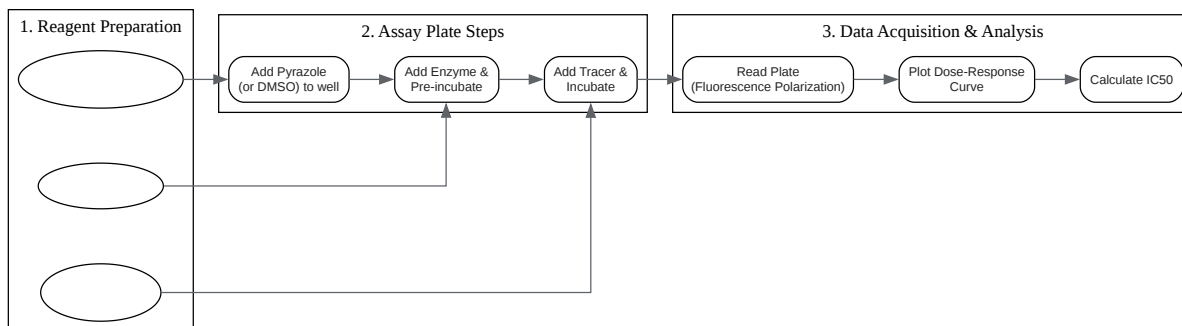 1. Reagent Preparation
2. Assay Plate Steps
Add Pyrazole
(or DMSO) to well
Add Enzyme &
Pre-incubate
Add Tracer &
Incubate
3. Data Acquisition & Analysis
Read Plate
(Fluorescence Polarization)
Plot Dose-Response
Curve
Calculate IC50